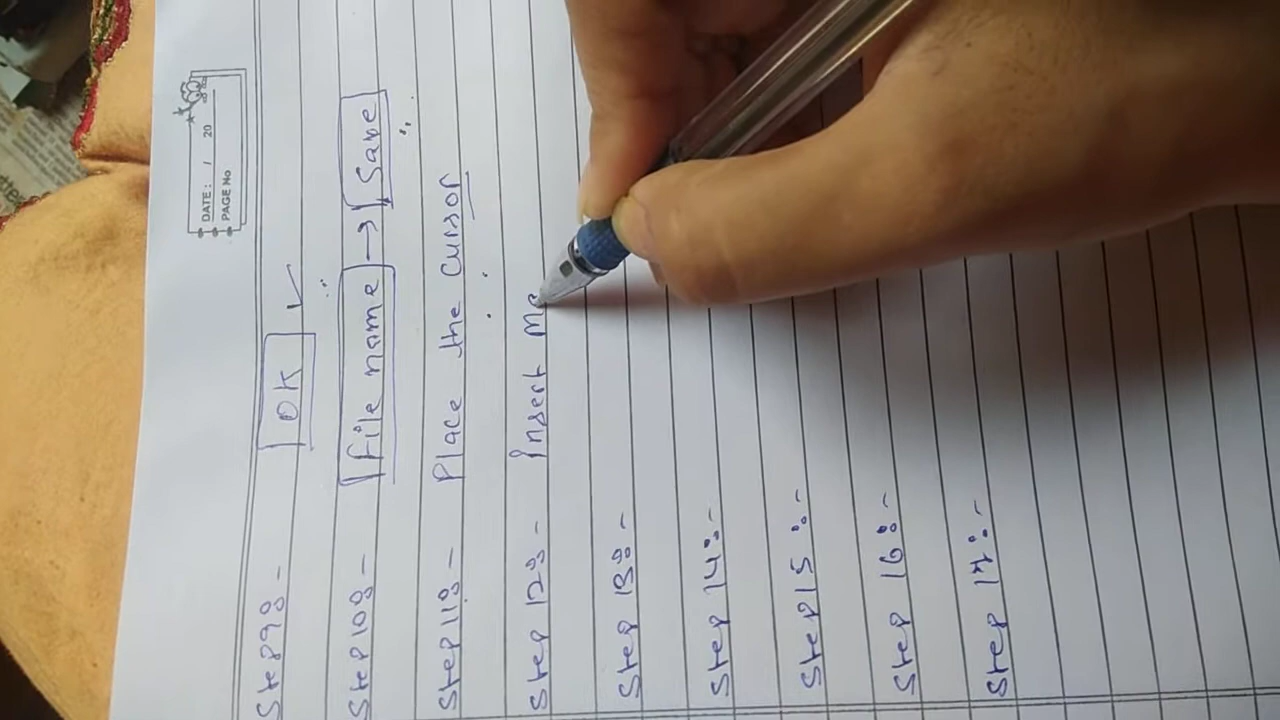 DATE: / 20
PAGE No
Step 9:- OK ✓
Step 10:- File name → Save
Step 11:- Place the cursor
Step 12:- Insert Me
Step 13:-
Step 14:-
Step 15:-
Step 16:-
Step 17:-